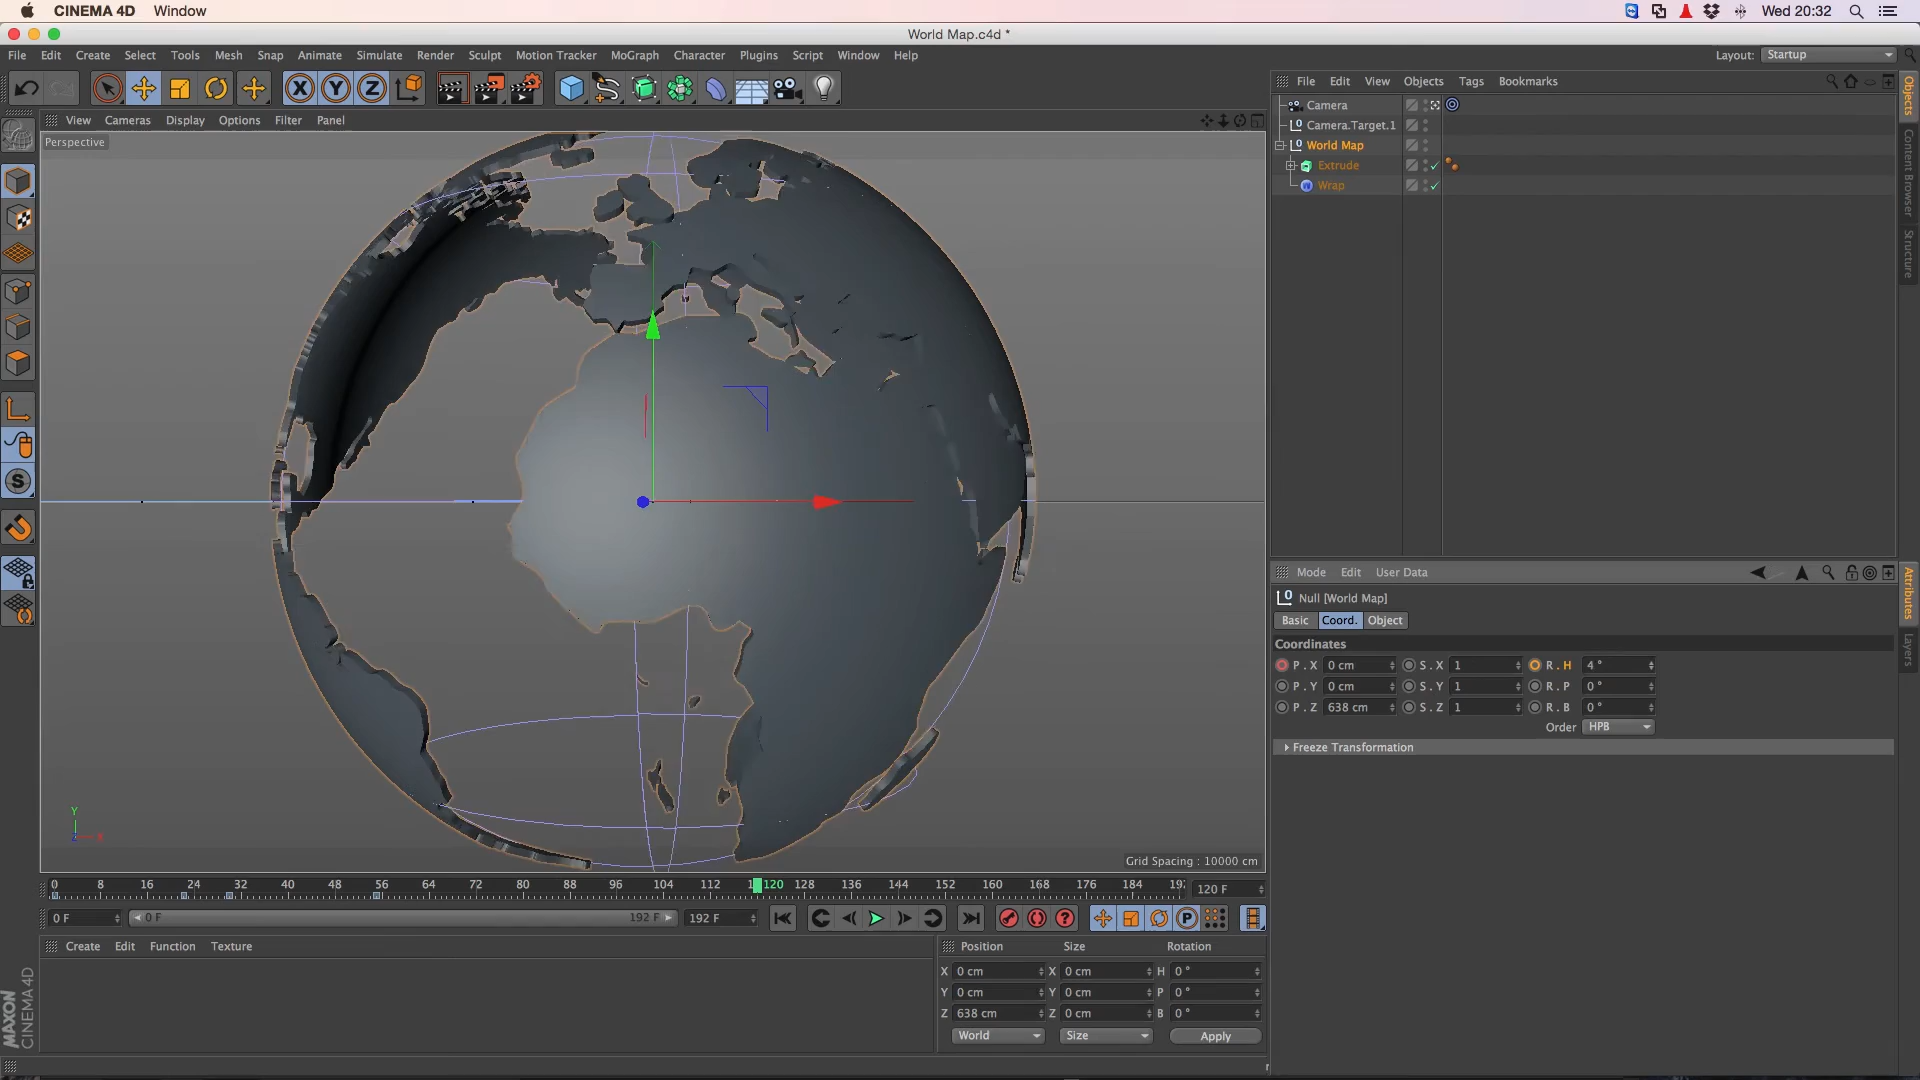 CINEMA 4D Window
Wed 20:32
World Map.c4d *
File Edit Create Select Tools Mesh Snap Animate Simulate Render Sculpt Motion Tracker MoGraph Character Plugins Script Window Help
Layout: Startup
X Y Z
File Edit View Objects Tags Bookmarks
View Cameras Display Options Filter Panel
Perspective
Camera
Camera.Target.1
World Map
Extrude
Wrap
Objects
Content Browser
Structure
Mode Edit User Data
Null [World Map]
Basic Coord. Object
Coordinates
P . X 0 cm S . X 1 R . H 4 °
P . Y 0 cm S . Y 1 R . P 0 °
P . Z 638 cm S . Z 1 R . B 0 °
Order HPB
Freeze Transformation
Attributes
Layers
Y
Z X
Grid Spacing : 10000 cm
0 8 16 24 32 40 48 56 64 72 80 88 96 104 112 120 128 136 144 152 160 168 176 184 192 120 F
0 F 0 F 192 F 192 F
Create Edit Function Texture
Position Size Rotation
X 0 cm X 0 cm H 0 °
Y 0 cm Y 0 cm P 0 °
Z 638 cm Z 0 cm B 0 °
World Size Apply
MAXON
CINEMA 4D